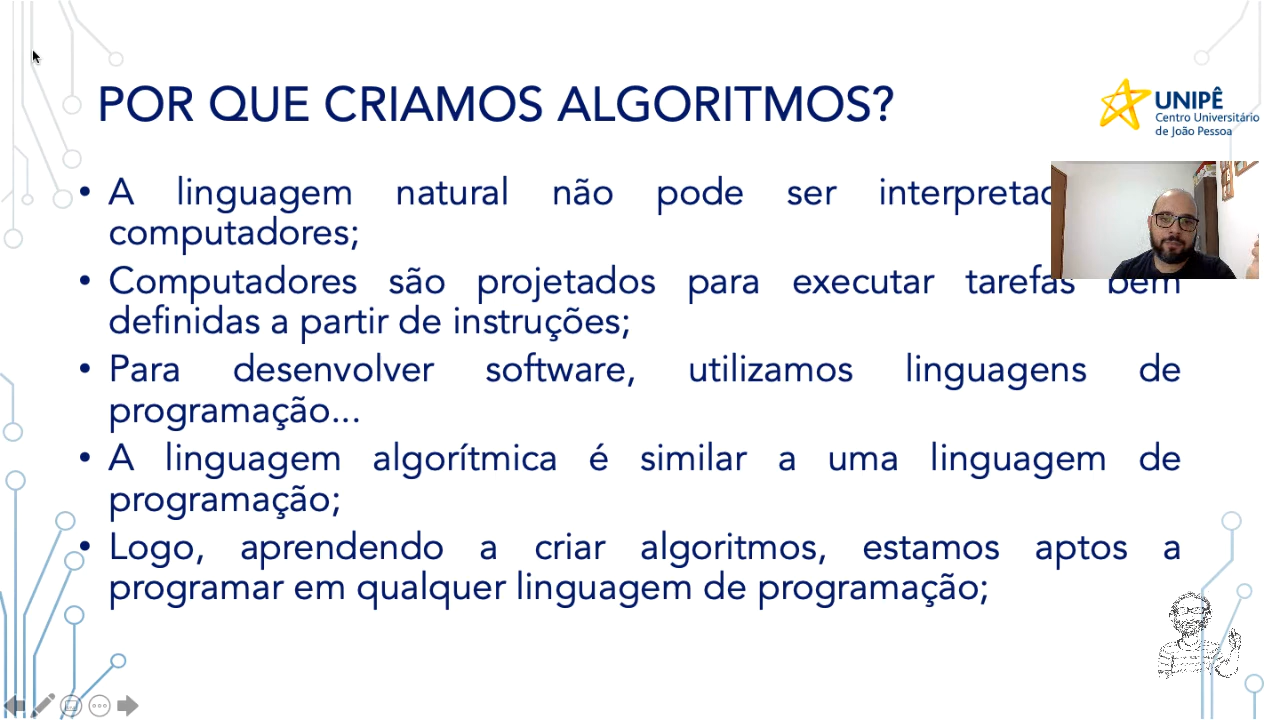 POR QUE CRIAMOS ALGORITMOS?
UNIPÊ
Centro Universitário
de João Pessoa
• A linguagem natural não pode ser
computadores;
• Computadores são projetados para executar tarefas bem
definidas a partir de instruções;
• Para desenvolver software, utilizamos linguagens de
programação...
• A linguagem algorítmica é similar a uma linguagem de
programação;
• Logo, aprendendo a criar algoritmos, estamos aptos a
programar em qualquer linguagem de programação;